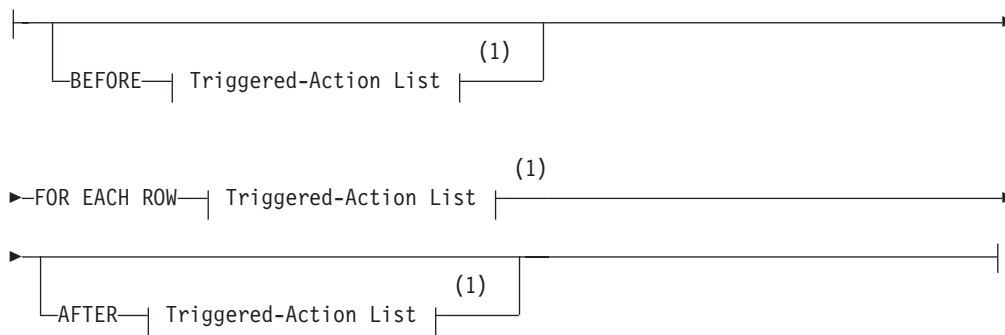 (1)
BEFORE Triggered-Action List
(1)
FOR EACH ROW Triggered-Action List
(1)
AFTER Triggered-Action List